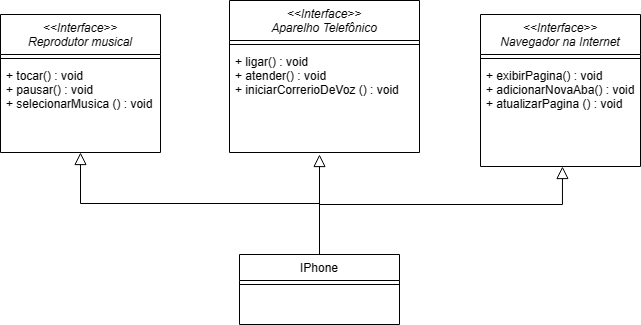 <<Interface>>
Reprodutor musical
+ tocar() : void
+ pausar() : void
+ selecionarMusica () : void
<<Interface>>
Aparelho Telefônico
+ ligar() : void
+ atender() : void
+ iniciarCorrerioDeVoz () : void
<<Interface>>
Navegador na Internet
+ exibirPagina() : void
+ adicionarNovaAba() : void
+ atualizarPagina () : void
IPhone